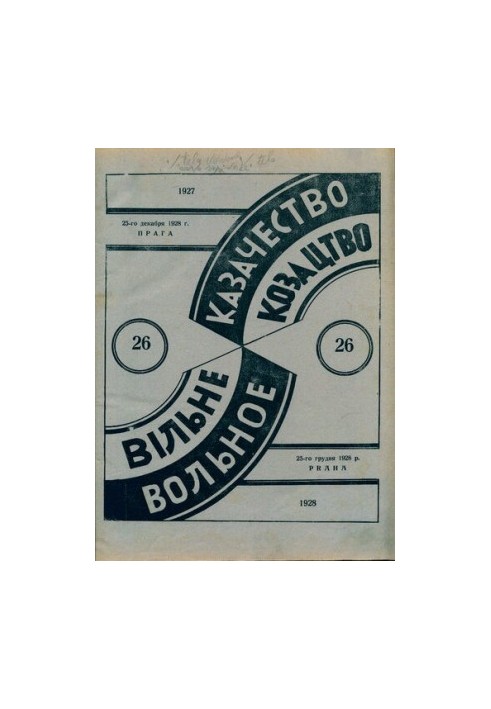 1927
25-го декабря 1928 г.
ПРАГА
КАЗАЧЕСТВО
КОЗАЦТВО
26
26
ВІЛЬНЕ
ВОЛЬНОЕ
25-го грудня 1928 р.
PRAHA
1928